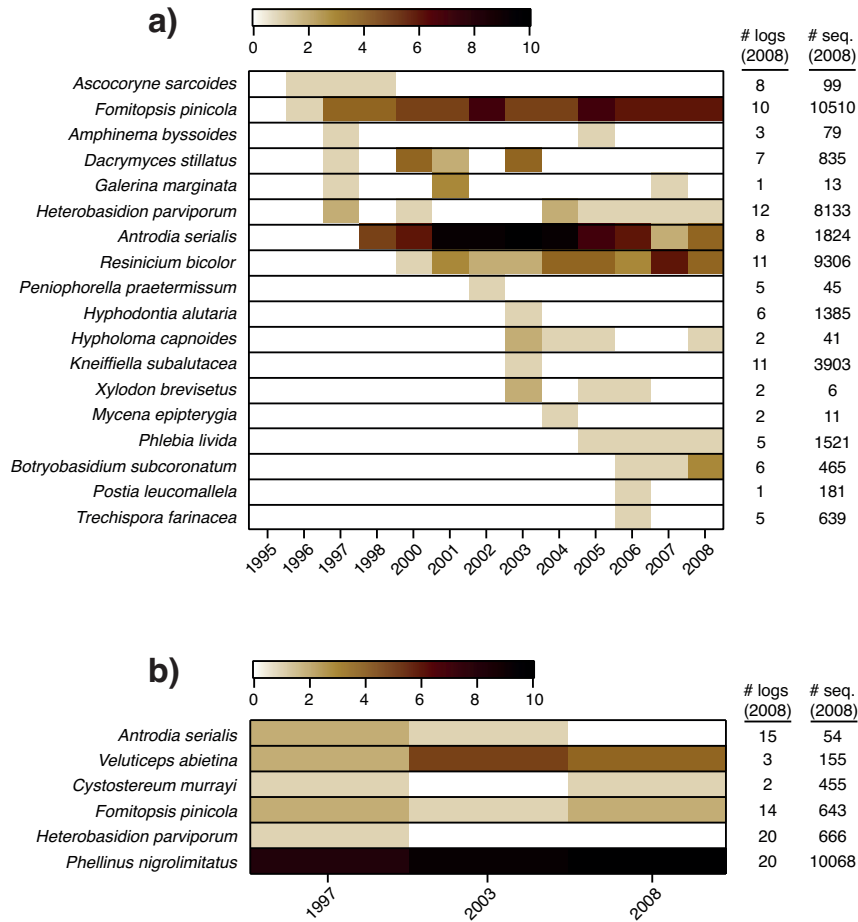 a)
0 2 4 6 8 10
# logs # seq.
(2008) (2008)
Ascocoryne sarcoides 8 99
Fomitopsis pinicola 10 10510
Amphinema byssoides 3 79
Dacrymyces stillatus 7 835
Galerina marginata 1 13
Heterobasidion parviporum 12 8133
Antrodia serialis 8 1824
Resinicium bicolor 11 9306
Peniophorella praetermissum 5 45
Hyphodontia alutaria 6 1385
Hypholoma capnoides 2 41
Kneiffiella subalutacea 11 3903
Xylodon brevisetus 2 6
Mycena epipterygia 2 11
Phlebia livida 5 1521
Botryobasidium subcoronatum 6 465
Postia leucomallela 1 181
Trechispora farinacea 5 639
1995 1996 1997 1998 2000 2001 2002 2003 2004 2005 2006 2007 2008
b)
0 2 4 6 8 10
# logs # seq.
(2008) (2008)
Antrodia serialis 15 54
Veluticeps abietina 3 155
Cystostereum murrayi 2 455
Fomitopsis pinicola 14 643
Heterobasidion parviporum 20 666
Phellinus nigrolimitatus 20 10068
1997 2003 2008